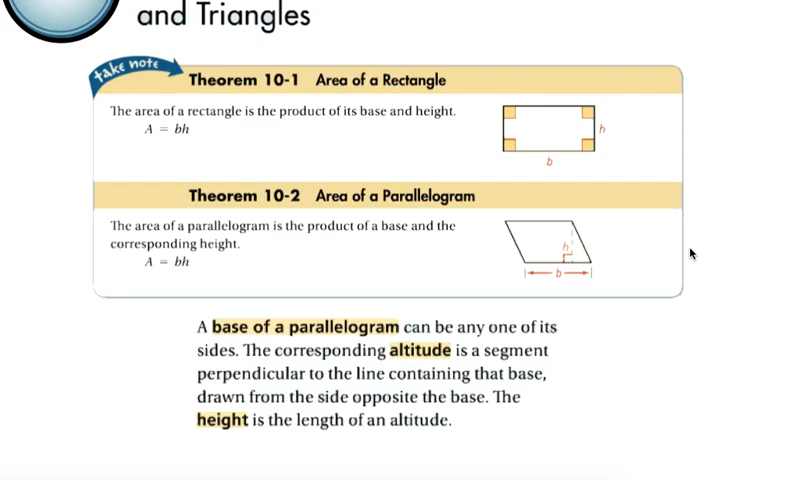 and Triangles
take note
Theorem 10-1 Area of a Rectangle
The area of a rectangle is the product of its base and height.
A = bh
h
b
Theorem 10-2 Area of a Parallelogram
The area of a parallelogram is the product of a base and the
corresponding height.
A = bh
h
b
A base of a parallelogram can be any one of its
sides. The corresponding altitude is a segment
perpendicular to the line containing that base,
drawn from the side opposite the base. The
height is the length of an altitude.